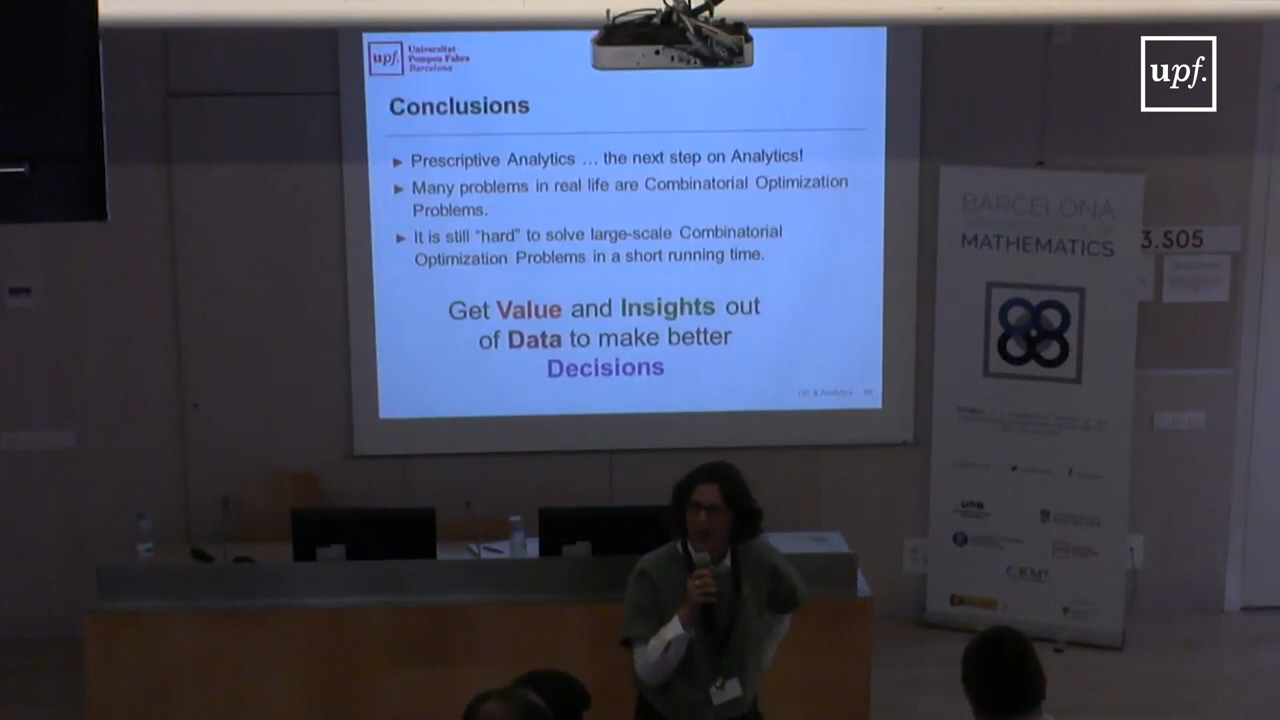 upf.
Universitat
Pompeu Fabra
Barcelona
upf.
Conclusions
► Prescriptive Analytics … the next step on Analytics!
► Many problems in real life are Combinatorial Optimization
Problems.
► It is still “hard” to solve large-scale Combinatorial
Optimization Problems in a short running time.
Get Value and Insights out
of Data to make better
Decisions
BARCELONA
MATHEMATICS
3.S05